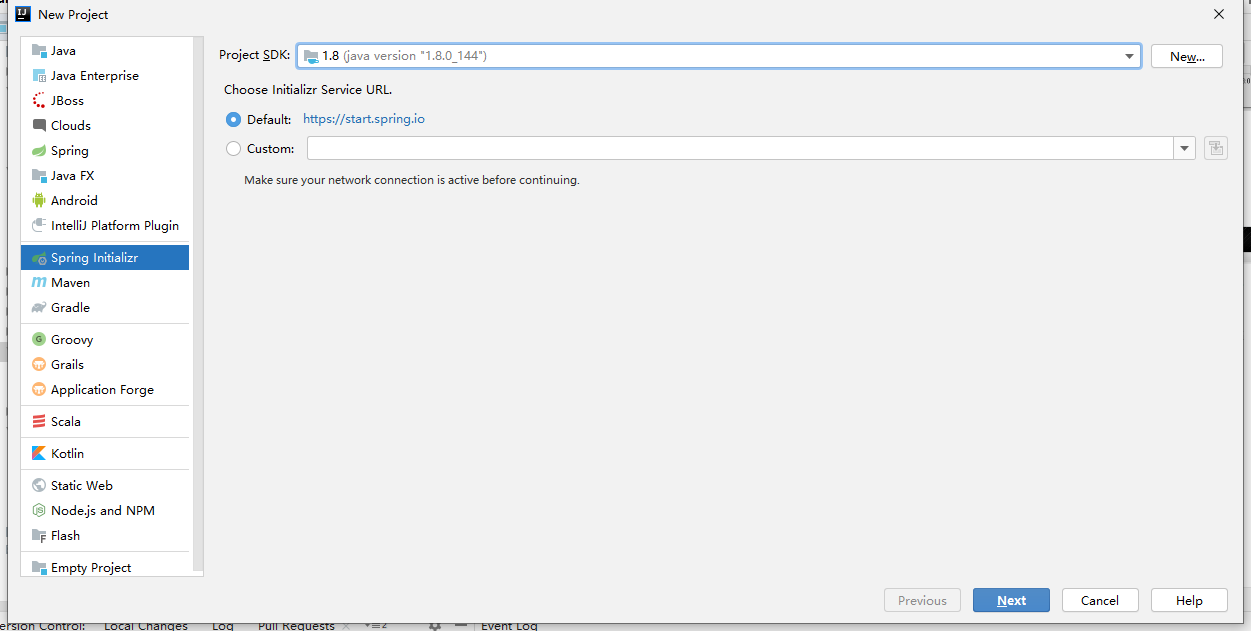 New Project
Java
Java Enterprise
JBoss
Clouds
Spring
Java FX
Android
IntelliJ Platform Plugin
Spring Initializr
Maven
Gradle
Groovy
Grails
Application Forge
Scala
Kotlin
Static Web
Node.js and NPM
Flash
Empty Project
Project SDK: 1.8 (java version "1.8.0_144") New...
Choose Initializr Service URL.
Default: https://start.spring.io
Custom:
Make sure your network connection is active before continuing.
Previous Next Cancel Help
ersion Control: Local Changes Log Pull Requests Event Log